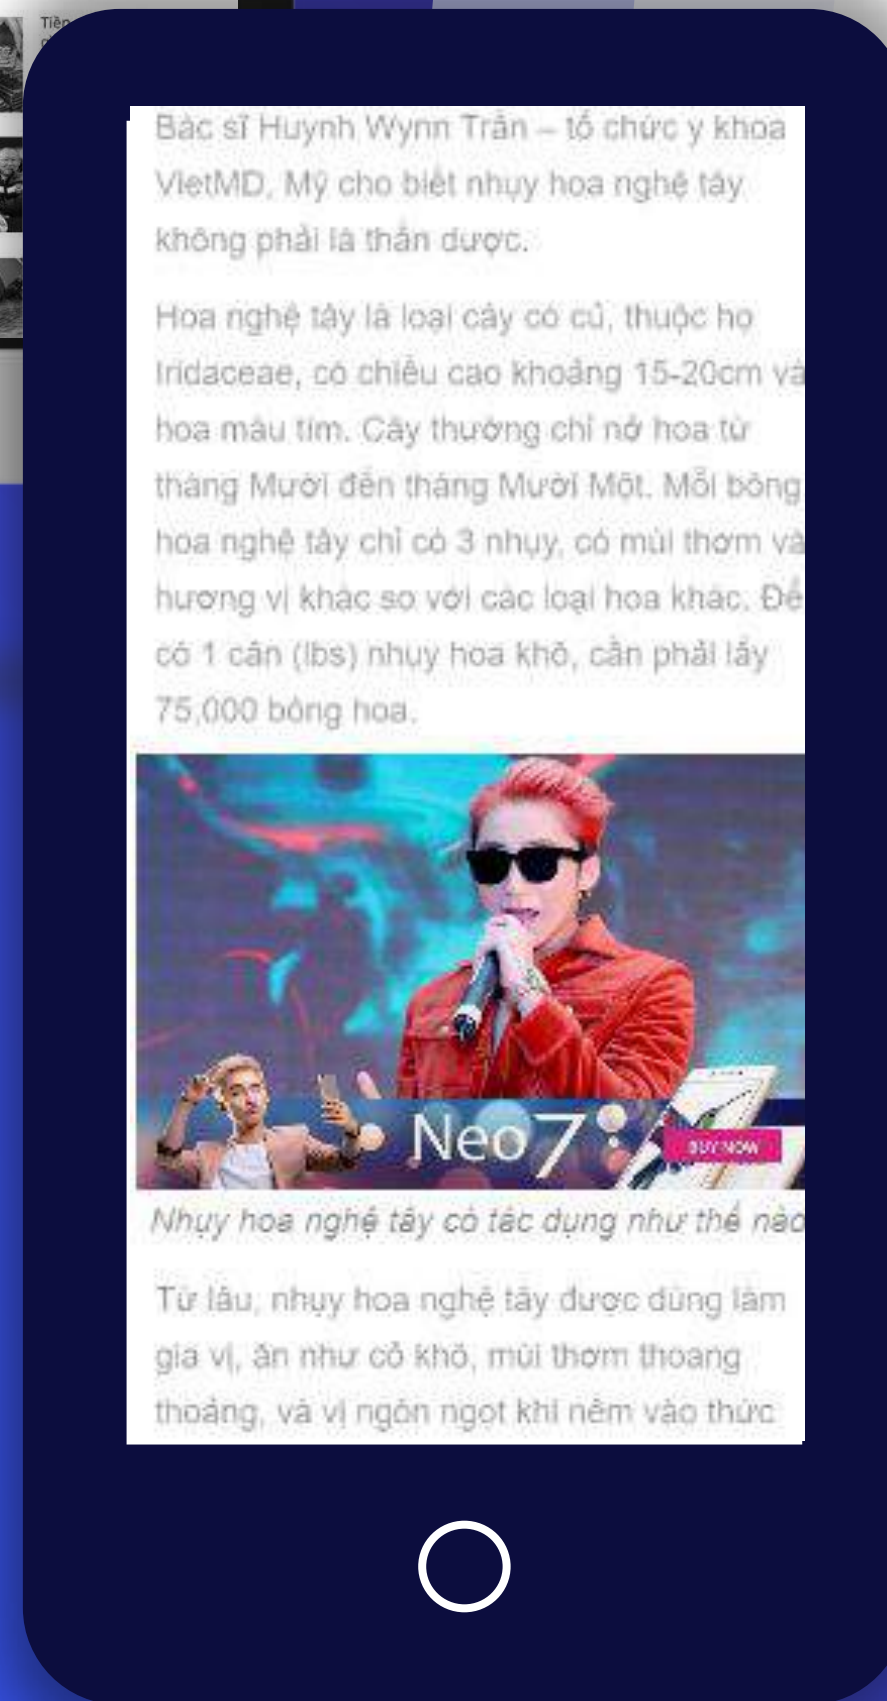 Tiền
Bác sĩ Huynh Wynn Trần – tổ chức y khoa
VietMD, Mỹ cho biết nhụy hoa nghệ tây
không phải là thần dược.
Hoa nghệ tây là loại cây có củ, thuộc họ
Iridaceae, có chiều cao khoảng 15-20cm và
hoa màu tím. Cây thường chỉ nở hoa từ
tháng Mười đến tháng Mười Một. Mỗi bông
hoa nghệ tây chỉ có 3 nhụy, có mùi thơm và
hương vị khác so với các loại hoa khác. Để
có 1 cân (lbs) nhụy hoa khô, cần phải lấy
75,000 bông hoa.
Neo7
BUY NOW
Nhụy hoa nghệ tây có tác dụng như thế nào
Từ lâu, nhụy hoa nghệ tây được dùng làm
gia vị, ăn như cỏ khô, mùi thơm thoang
thoảng, và vị ngòn ngọt khi nêm vào thức